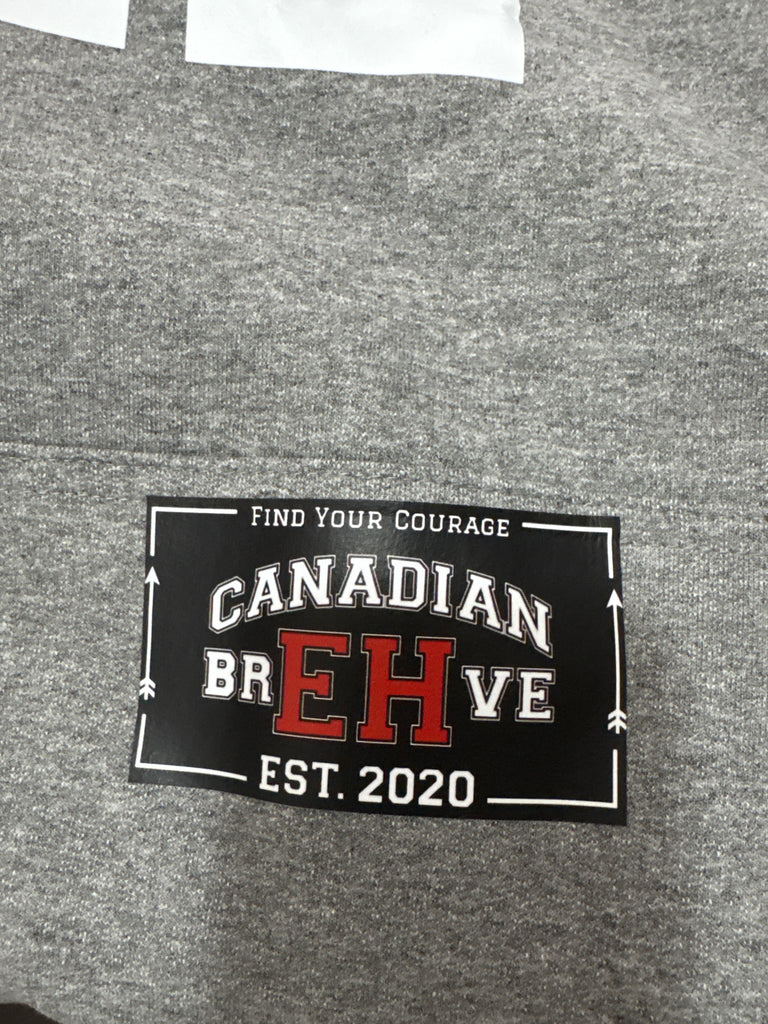 Find Your Courage
CANADIAN
BREHVE
EST. 2020